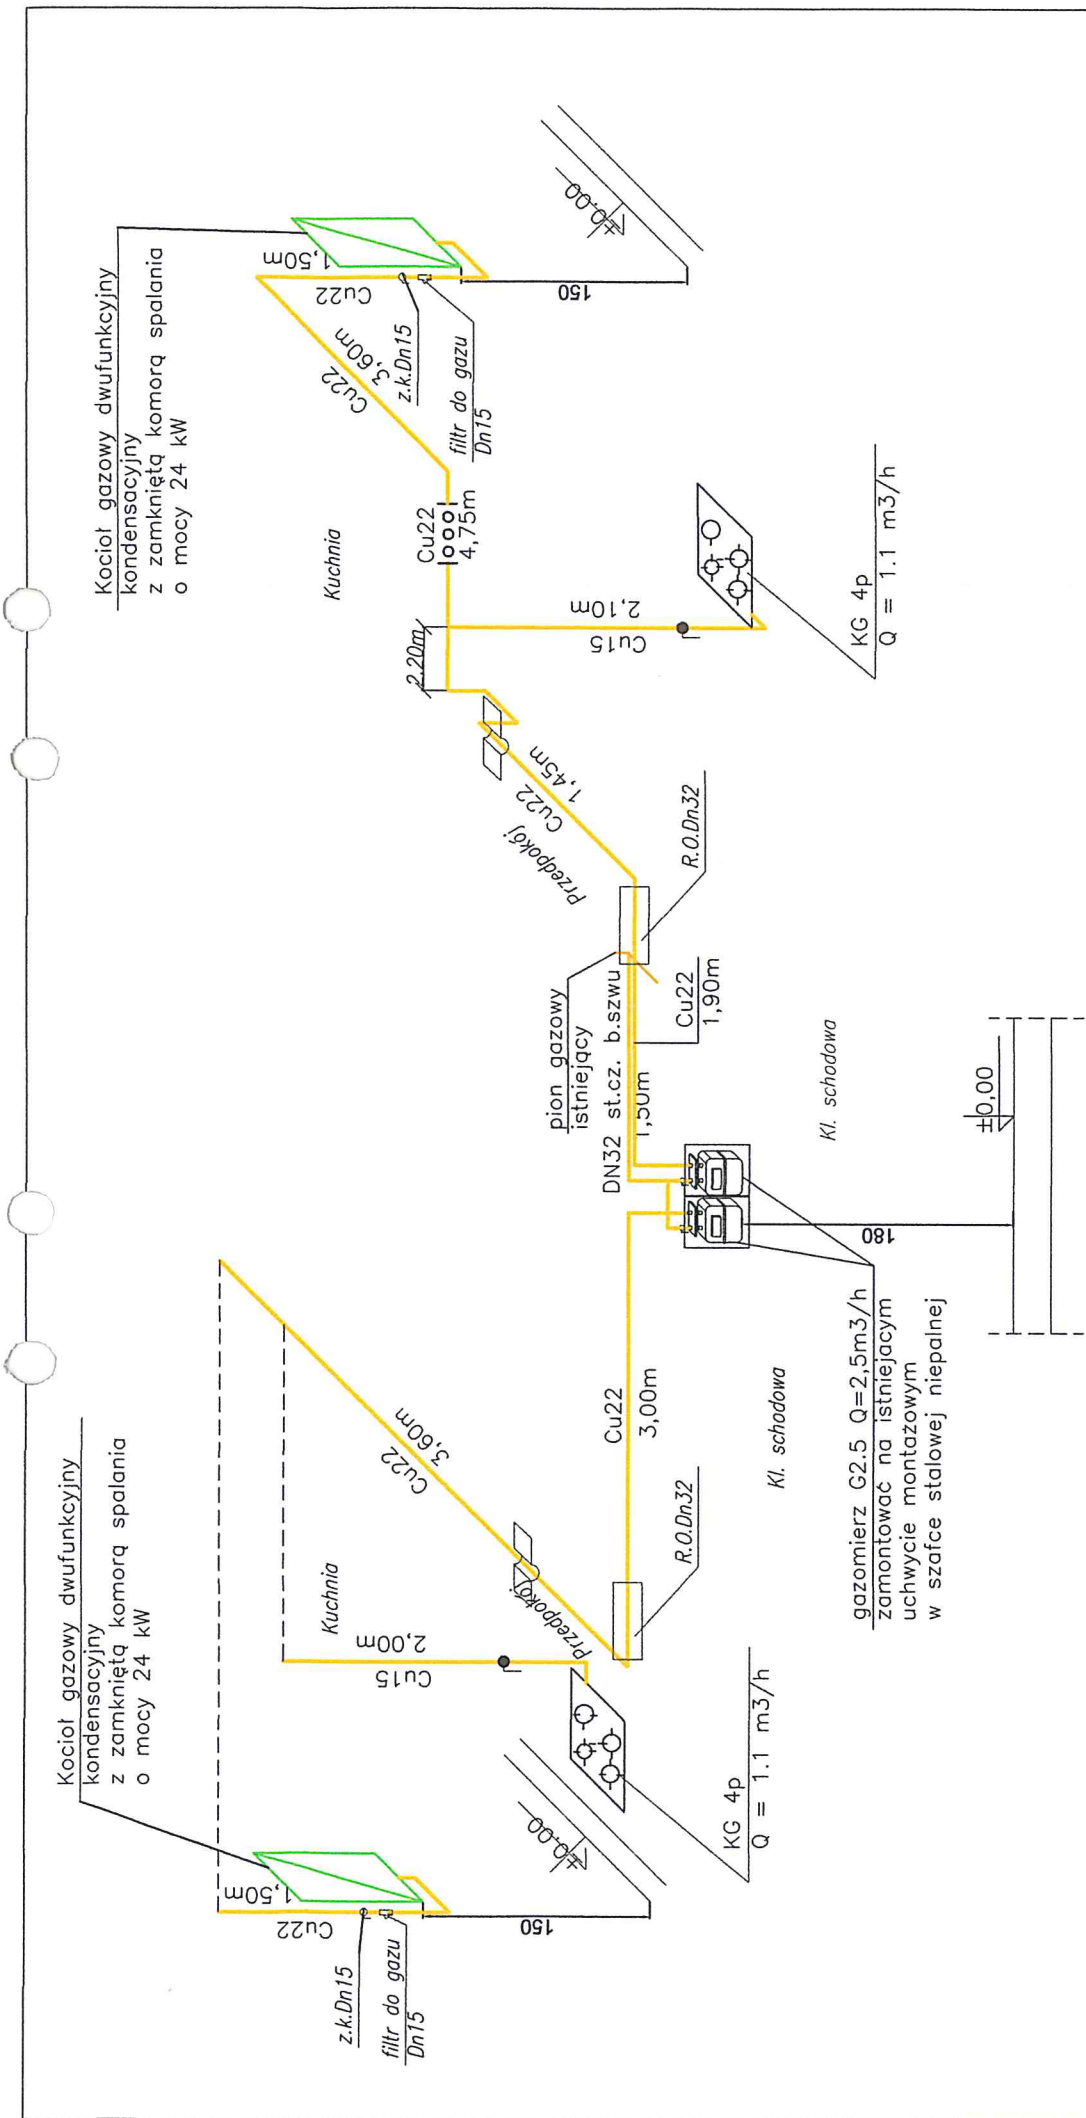 Kocioł gazowy dwufunkcyjny
kondensacyjny
z zamkniętą komorą spalania
o mocy 24 kW
1,50m
Cu22
z.k.Dn15
filtr do gazu
Dn15
150
±0.00
Kuchnia
2,00m
Cu15
KG 4p
Q = 1.1 m3/h
Przedpokój
Cu22
3,60m
R.O.Dn32
Cu22
3,00m
Kl. schodowa
gazomierz G2.5 Q=2,5m3/h
zamontować na istniejacym
uchwycie montażowym
w szafce stalowej niepalnej
180
±0,00
Kl. schodowa
pion gazowy
istniejący
DN32 st.cz. b.szwu
1,50m
Cu22
1,90m
R.O.Dn32
Przedpokój
Cu22
1,45m
2.20m
Kuchnia
Cu22
4,75m
2,10m
Cu15
KG 4p
Q = 1.1 m3/h
Cu22
3,60m
Kocioł gazowy dwufunkcyjny
kondensacyjny
z zamkniętą komorą spalania
o mocy 24 kW
1,50m
Cu22
z.k.Dn15
filtr do gazu
Dn15
150
±0.00